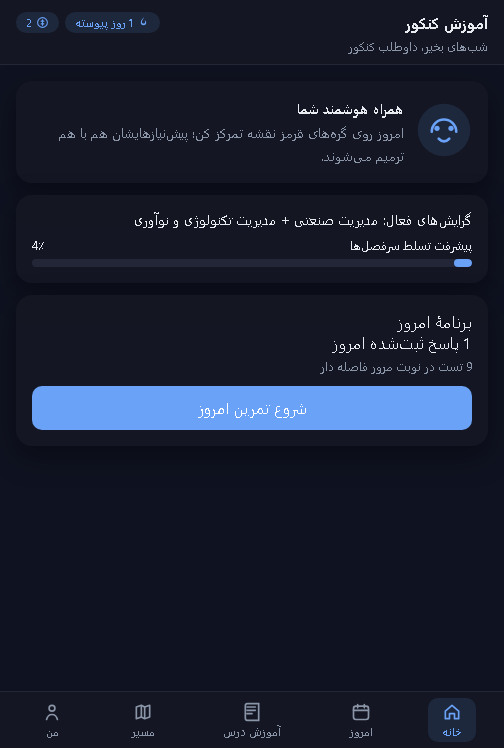 آموزش کنکور
شب‌های بخیر، داوطلب کنکور
1 روز پیوسته
2
همراه هوشمند شما
امروز روی گره‌های قرمز نقشه تمرکز کن؛ پیش‌نیازهایشان هم با هم
ترمیم می‌شوند.
گرایش‌های فعال: مدیریت صنعتی + مدیریت تکنولوژی و نوآوری
پیشرفت تسلط سرفصل‌ها
4٪
برنامهٔ امروز
1 پاسخ ثبت‌شده امروز
9 تست در نوبت مرور فاصله دار
شروع تمرین امروز
خانه
امروز
آموزش درس
مسیر
من